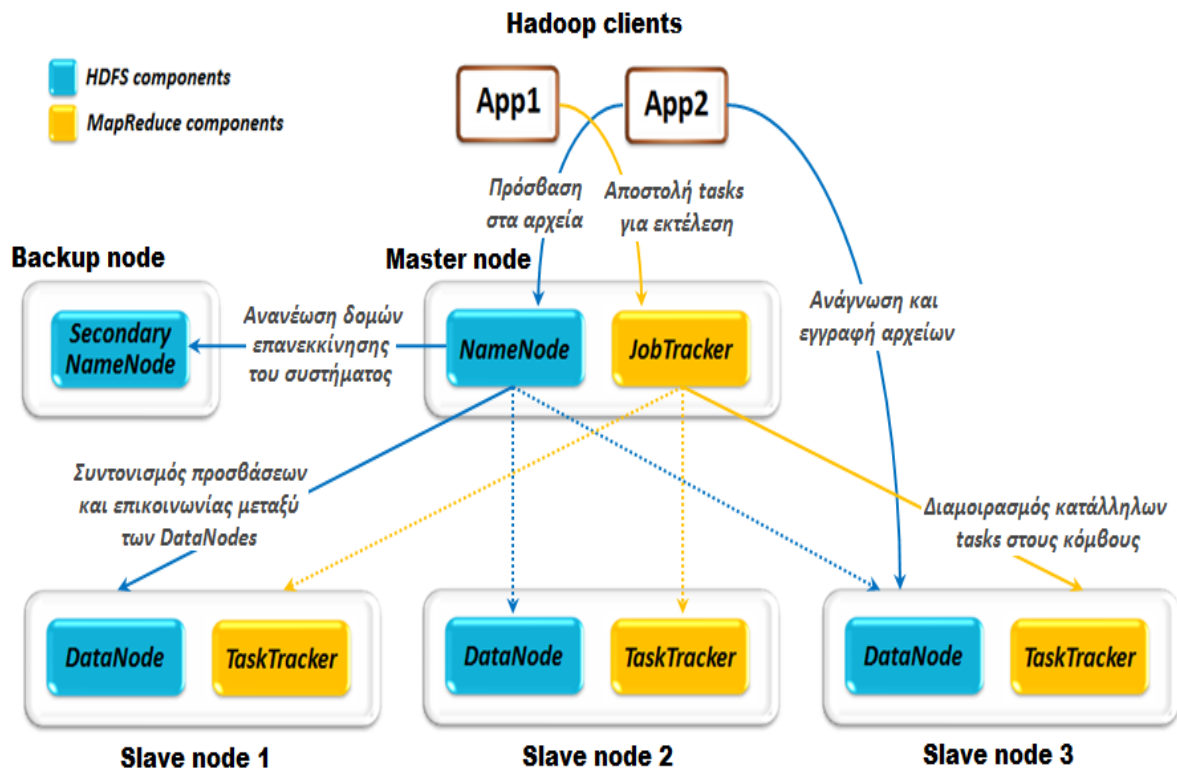 Hadoop clients
HDFS components
MapReduce components
App1
App2
Πρόσβαση
στα αρχεία
Αποστολή tasks
για εκτέλεση
Backup node
Master node
Ανάγνωση και
εγγραφή αρχείων
Secondary
NameNode
Ανανέωση δομών
επανεκκίνησης
του συστήματος
NameNode
JobTracker
Συντονισμός προσβάσεων
και επικοινωνίας μεταξύ
των DataNodes
Διαμοιρασμός κατάλληλων
tasks στους κόμβους
DataNode
TaskTracker
DataNode
TaskTracker
DataNode
TaskTracker
Slave node 1
Slave node 2
Slave node 3